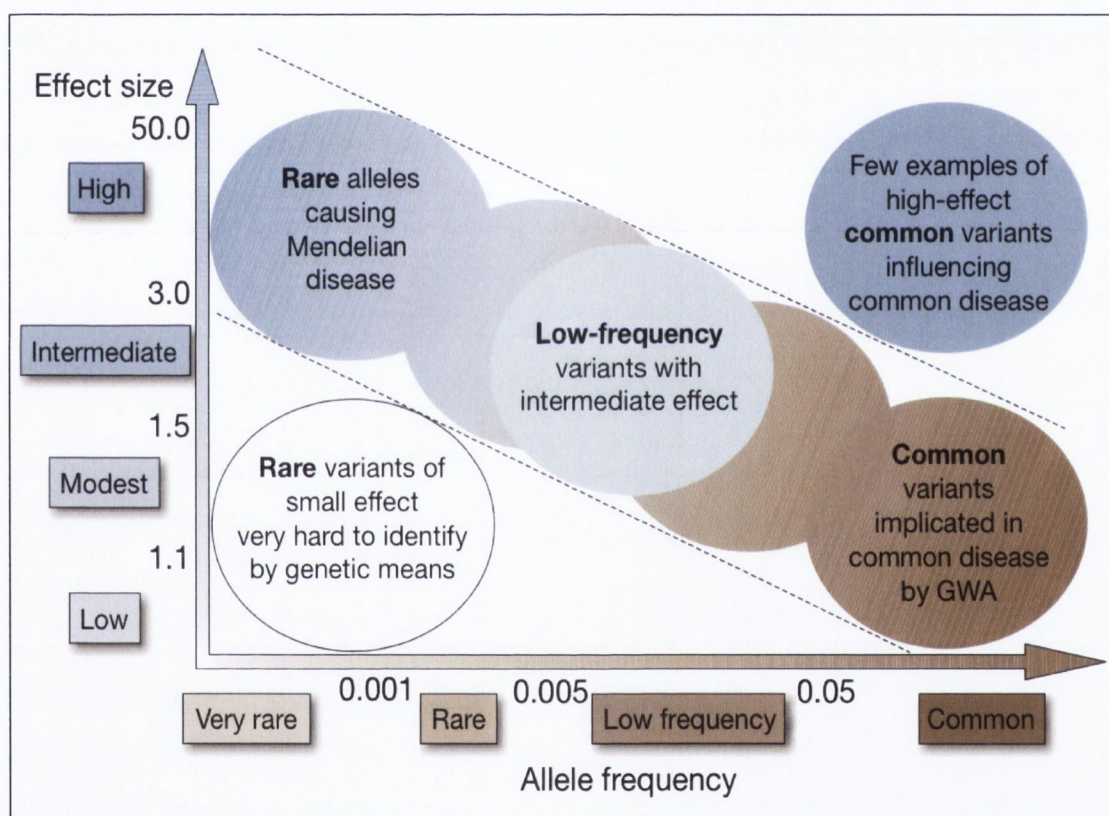 Effect size
50.0
High
3.0
Intermediate
1.5
Modest
1.1
Low
Rare alleles
causing
Mendelian
disease
Few examples of
high-effect
common variants
influencing
common disease
Low-frequency
variants with
intermediate effect
Rare variants of
small effect
very hard to identify
by genetic means
Common
variants
implicated in
common disease
by GWA
0.001
0.005
0.05
Very rare
Rare
Low frequency
Common
Allele frequency